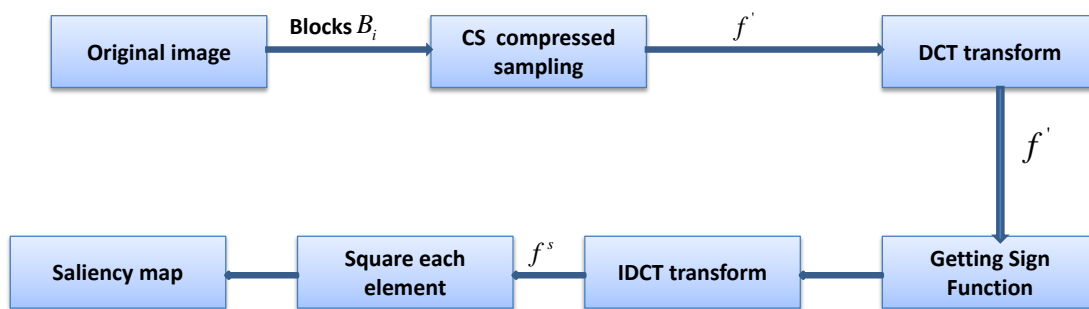 Original image
Blocks B_i
CS compressed
sampling
f'
DCT transform
f'
Getting Sign
Function
IDCT transform
f^s
Square each
element
Saliency map